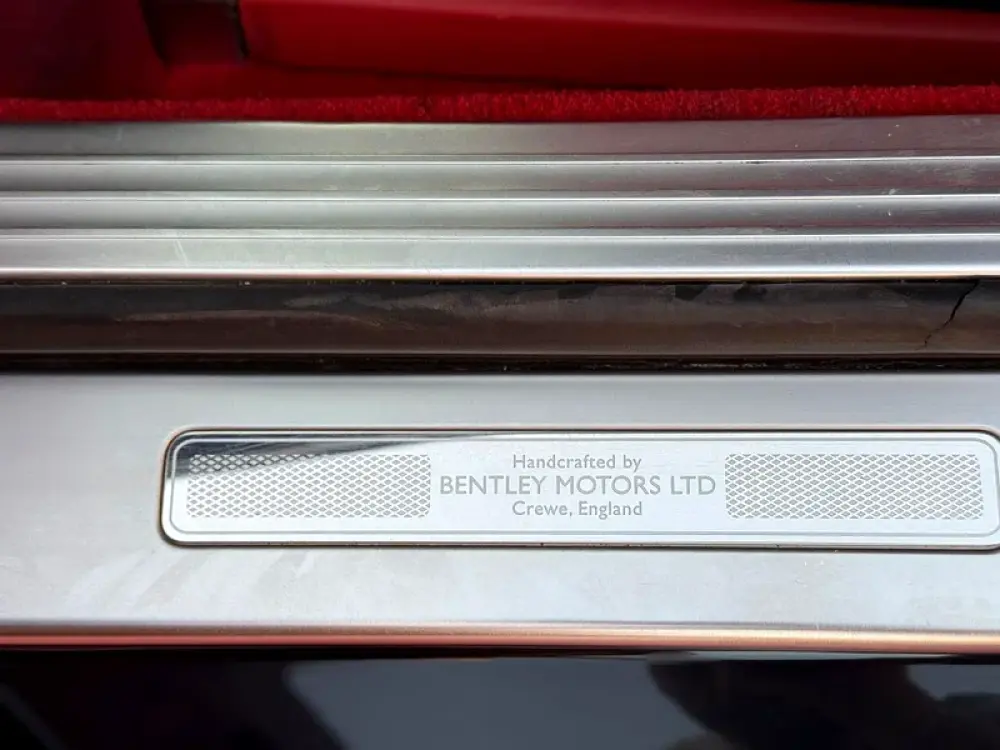 Handcrafted by
BENTLEY MOTORS LTD
Crewe, England